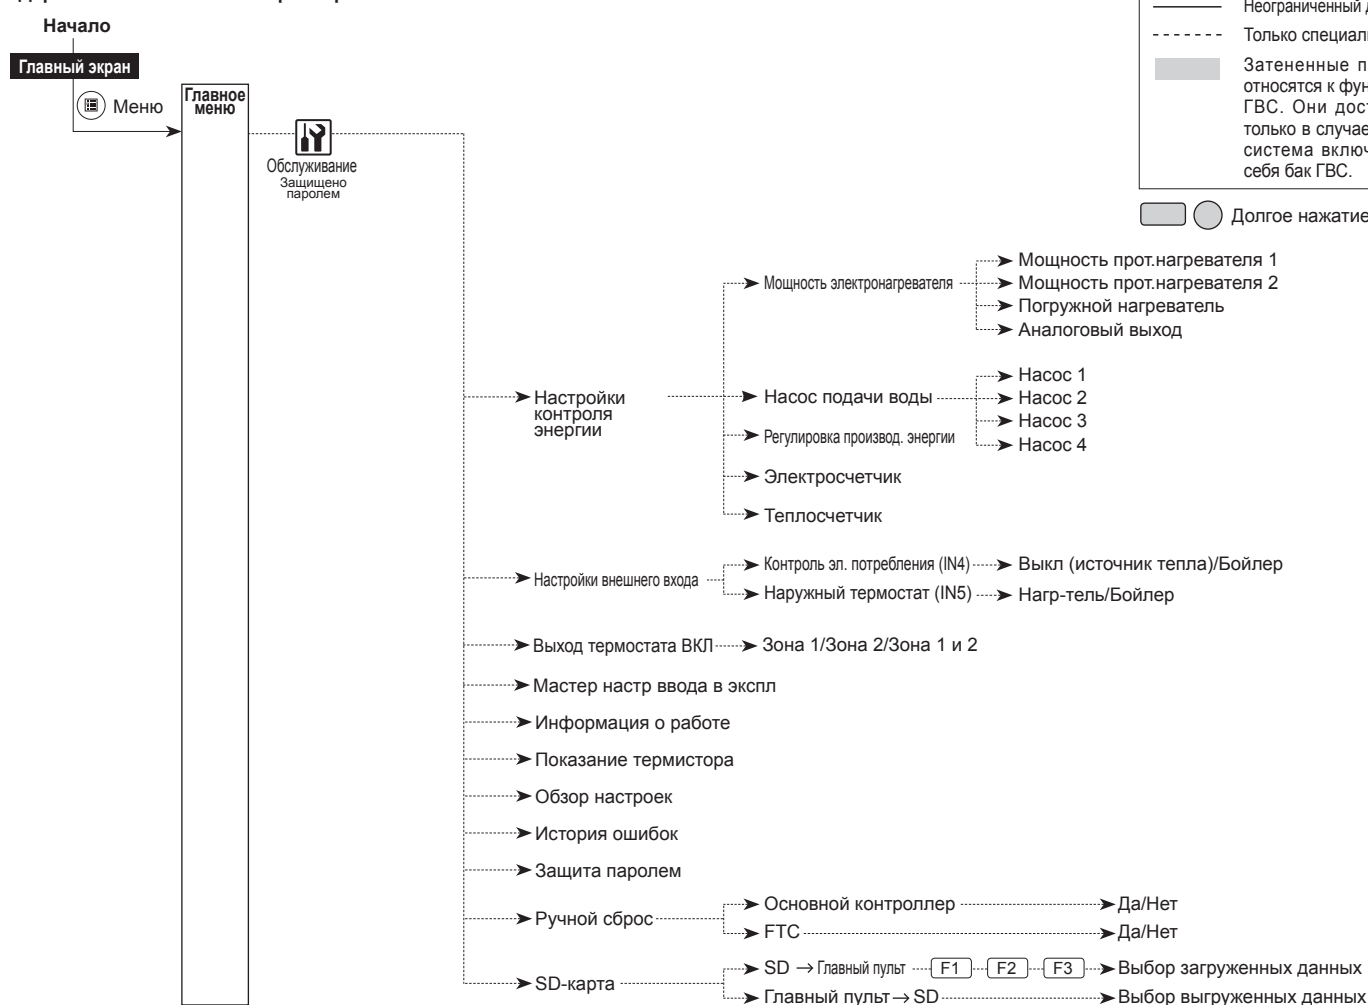 Начало
Главный экран
Меню
Главное
меню
Обслуживание
Защищено
паролем
Неограниченный
Только
Затененные
относятся к
ГВС. Они
только в случае
система
себя бак ГВС.
Долгое нажатие
Настройки
контроля
энергии
Мощность электронагревателя
Мощность прот.нагревателя 1
Мощность прот.нагревателя 2
Погружной нагреватель
Аналоговый выход
Насос подачи воды
Насос 1
Насос 2
Насос 3
Насос 4
Регулировка производ. энергии
Электросчетчик
Теплосчетчик
Настройки внешнего входа
Контроль эл. потребления (IN4)
Выкл (источник тепла)/Бойлер
Наружный термостат (IN5)
Нагр-тель/Бойлер
Выход термостата ВКЛ
Зона 1/Зона 2/Зона 1 и 2
Мастер настр ввода в экспл
Информация о работе
Показание термистора
Обзор настроек
История ошибок
Защита паролем
Ручной сброс
Основной контроллер
Да/Нет
FTC
Да/Нет
SD-карта
SD → Главный пульт
F1
F2
F3
Выбор загруженных данных
Главный пульт → SD
Выбор выгруженных данных